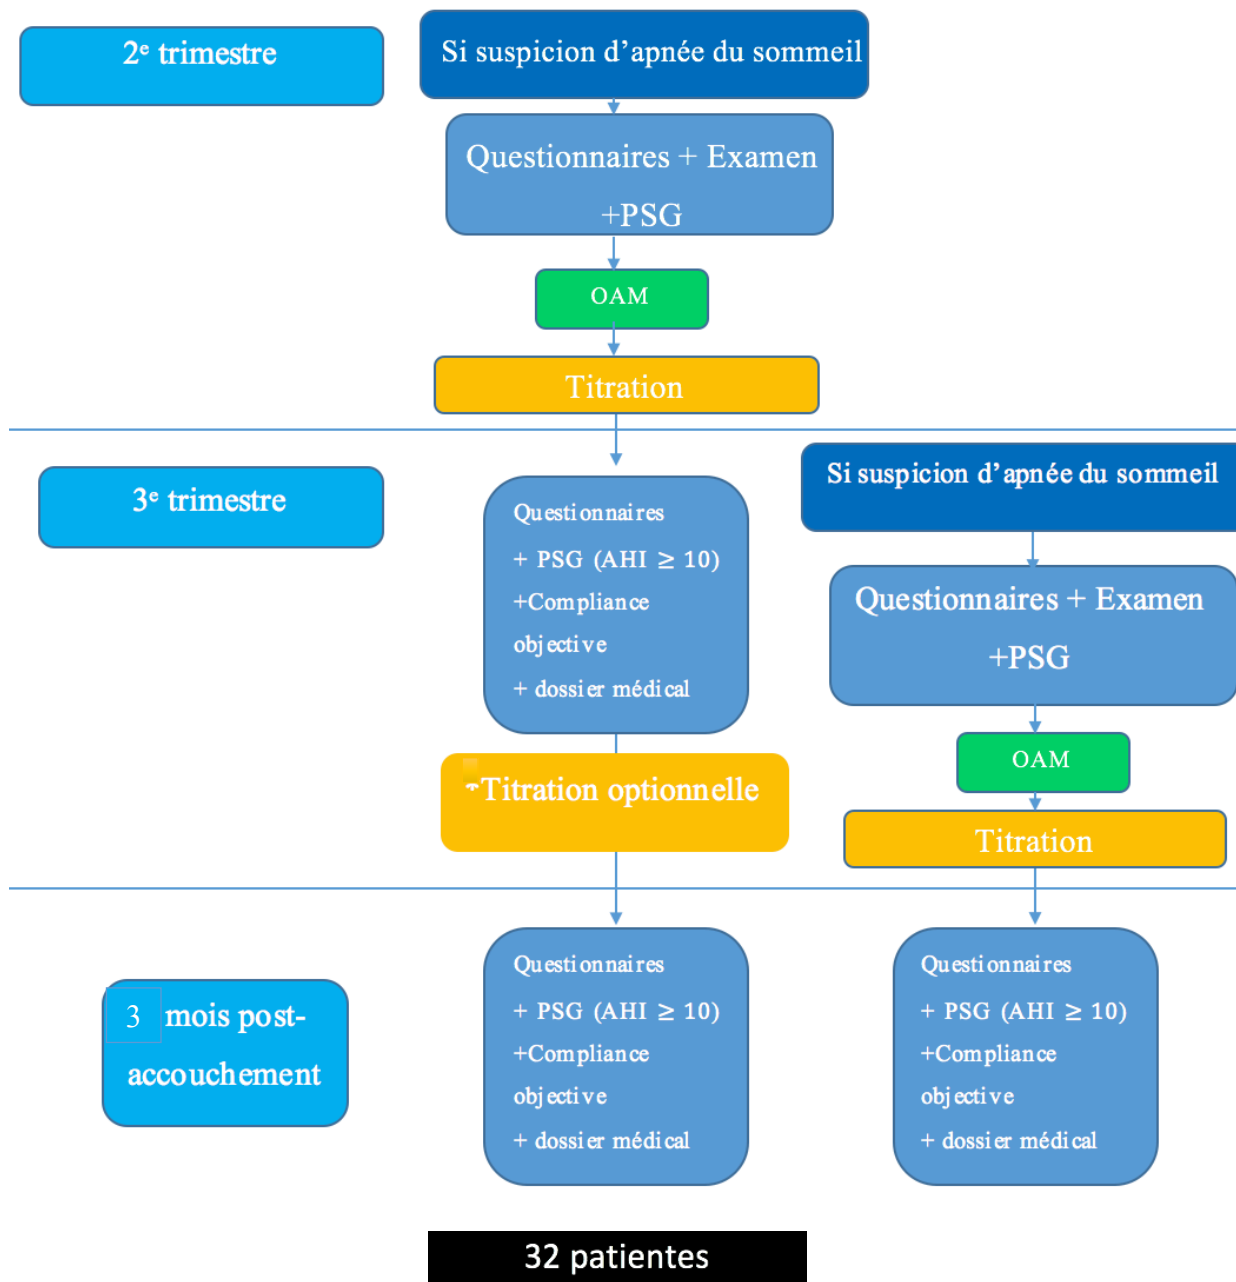 2ᵉ trimestre
Si suspicion d’apnée du sommeil
Questionnaires + Examen
+PSG
OAM
Titration
3ᵉ trimestre
Questionnaires
+ PSG (AHI ≥ 10)
+Compliance
objective
+ dossier médical
Titration optionnelle
Si suspicion d’apnée du sommeil
Questionnaires + Examen
+PSG
OAM
Titration
3 mois post-
accouchement
Questionnaires
+ PSG (AHI ≥ 10)
+Compliance
objective
+ dossier médical
Questionnaires
+ PSG (AHI ≥ 10)
+Compliance
objective
+ dossier médical
32 patientes